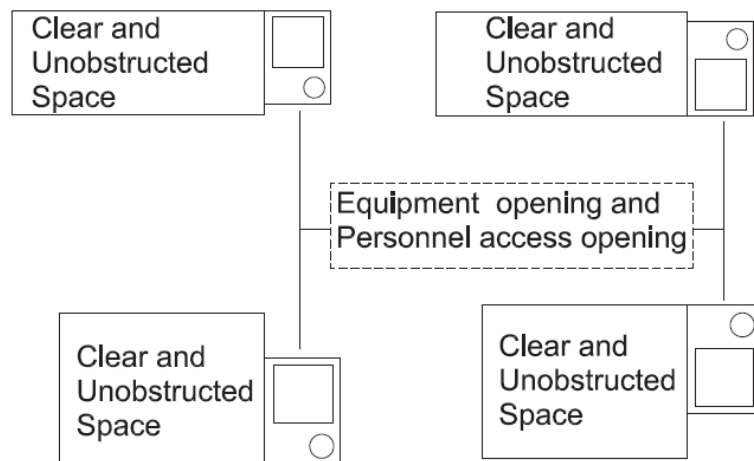 Clear and
Unobstructed
Space
Clear and
Unobstructed
Space
Equipment opening and
Personnel access opening
Clear and
Unobstructed
Space
Clear and
Unobstructed
Space